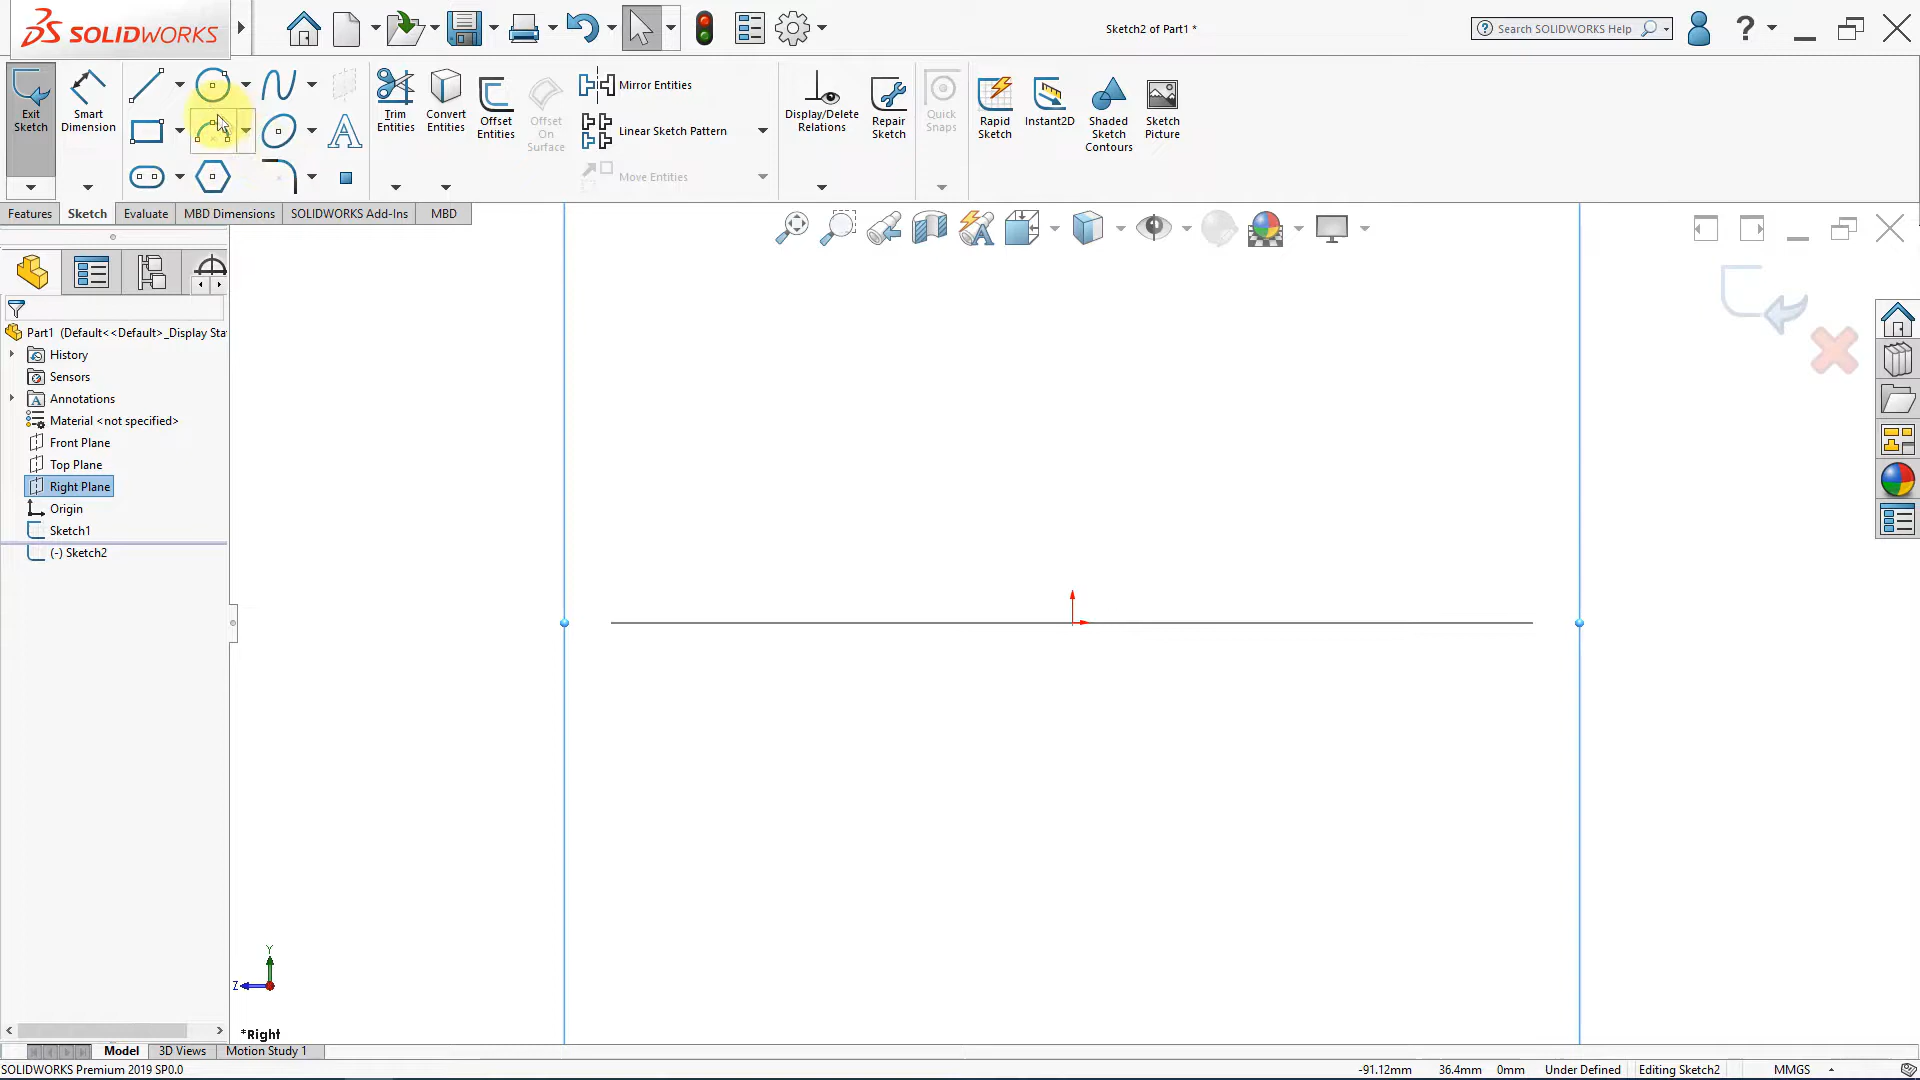 SOLIDWORKS
Sketch2 of Part1 *
Search SOLIDWORKS Help
Exit Sketch
Smart Dimension
Trim Entities
Convert Entities
Offset Entities
Offset On Surface
Mirror Entities
Linear Sketch Pattern
Move Entities
Display/Delete Relations
Repair Sketch
Quick Snaps
Rapid Sketch
Instant2D
Shaded Sketch Contours
Sketch Picture
Features
Sketch
Evaluate
MBD Dimensions
SOLIDWORKS Add-Ins
MBD
Part1 (Default<<Default>_Display Sta
History
Sensors
Annotations
Material <not specified>
Front Plane
Top Plane
Right Plane
Origin
Sketch1
(-) Sketch2
Y
Z
*Right
Model
3D Views
Motion Study 1
SOLIDWORKS Premium 2019 SP0.0
-91.12mm
36.4mm
0mm
Under Defined
Editing Sketch2
MMGS